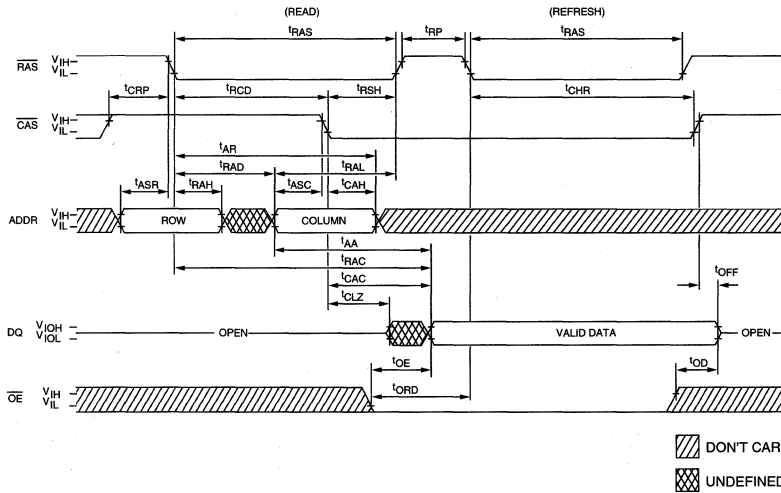 (READ) (REFRESH)
tRAS tRP tRAS
RAS VIH VIL
tCRP tRCD tRSH tCHR
CAS VIH VIL
tAR
tRAD tRAL
tASR tRAH tASC tCAH
ADDR VIH VIL ROW COLUMN
tAA
tRAC
tCAC tOFF
tCLZ
DQ VIOH VIOL OPEN VALID DATA OPEN
tOE tOD
OE VIH VIL tORD
DON'T CAR
UNDEFINED